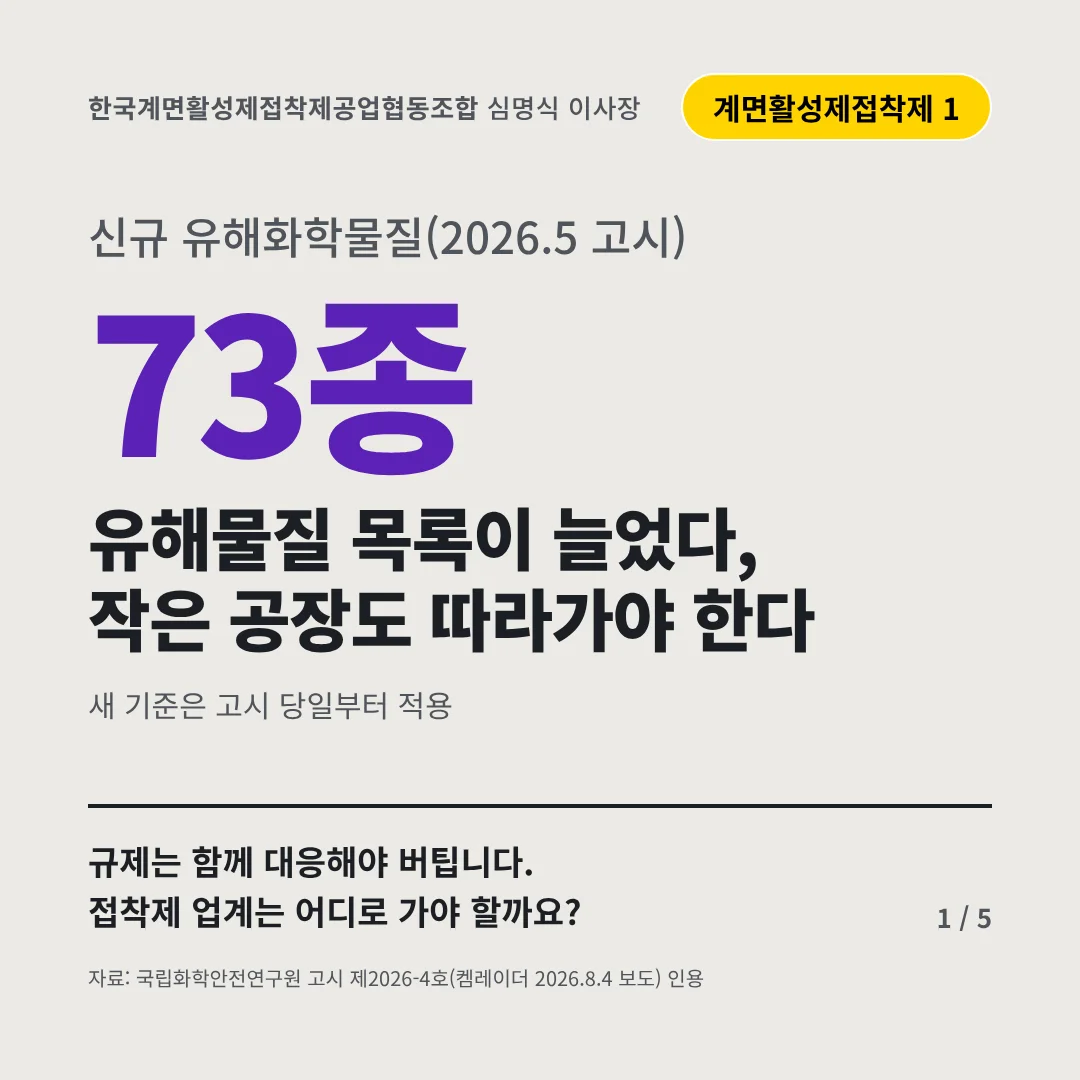 한국계면활성제접착제공업협동조합 심명식 이사장
계면활성제접착제 1
신규 유해화학물질(2026.5 고시)
73종
유해물질 목록이 늘었다,
작은 공장도 따라가야 한다
새 기준은 고시 당일부터 적용
규제는 함께 대응해야 버팁니다.
접착제 업계는 어디로 가야 할까요?
1 / 5
자료: 국립화학안전연구원 고시 제2026-4호(켐레이더 2026.8.4 보도) 인용